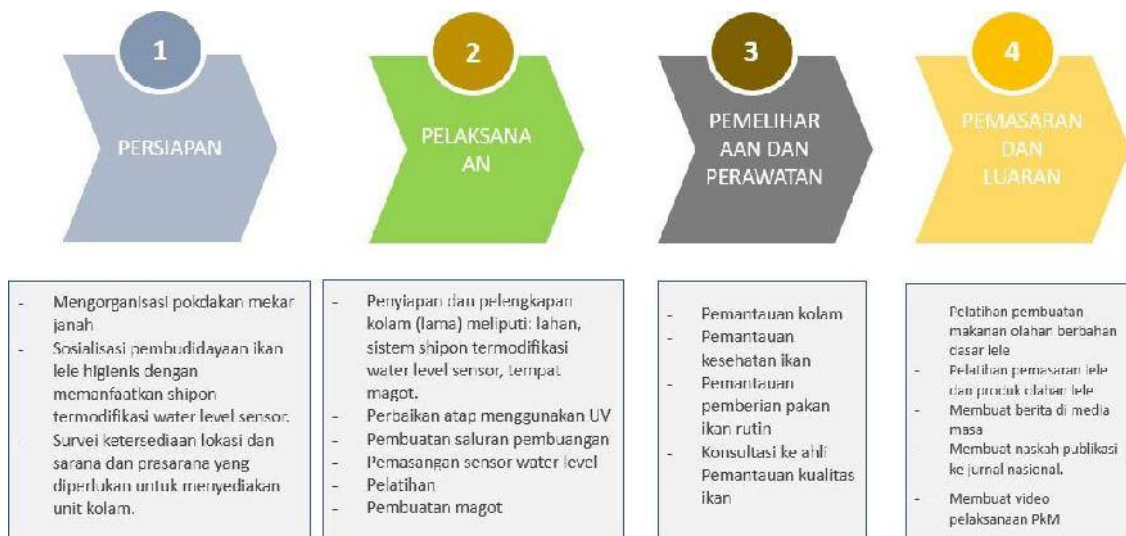 1
PERSIAPAN
2
PELAKSANA
AN
3
PEMELIHAR
AAN DAN
PERAWATAN
4
PEMASARAN
DAN
LUARAN
- Mengorganisasi pokdakan mekar
janah
- Sosialisasi pembudidayaan ikan
lele higienis dengan
memanfaatkan shipon
termodifikasi water level sensor.
- Survei ketersediaan lokasi dan
sarana dan prasarana yang
diperlukan untuk menyediakan
unit kolam.
- Penyiapan dan pelengkapan
kolam (lama) meliputi: lahan,
sistem shipon termodifikasi
water level sensor, tempat
magot.
- Perbaikan atap menggunakan UV
- Pembuatan saluran pembuangan
- Pemasangan sensor water level
- Pelatihan
- Pembuatan magot
- Pemantauan kolam
- Pemantauan
kesehatan ikan
- Pemantauan
pemberian pakan
ikan rutin
- Konsultasi ke ahli
Pemantauan kualitas
ikan
- Pelatihan pembuatan
makanan olahan berbahan
dasar lele
- Pelatihan pemasaran lele
dan produk olahan lele
- Membuat berita di media
masa
- Membuat naskah publikasi
ke jurnal nasional.
- Membuat video
pelaksanaan PkM